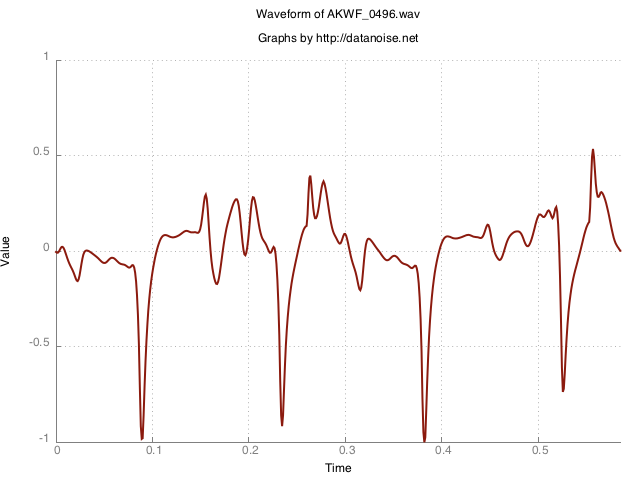 Waveform of AKWF_0496.wav
Graphs by http://datanoise.net
1
0.5
0
-0.5
-1
Value
0 0.1 0.2 0.3 0.4 0.5
Time